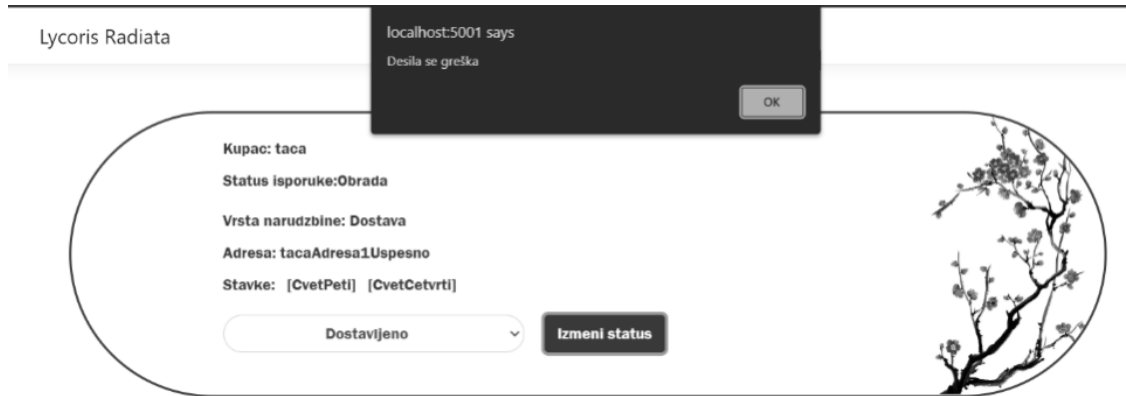 Lycoris Radiata
localhost:5001 says
Desila se greška
OK
Kupac: taca
Status isporuke:Obrada
Vrsta narudzbine: Dostava
Adresa: tacaAdresa1Uspesno
Stavke: [CvetPeti] [CvetCetvrti]
Dostavljeno Izmeni status